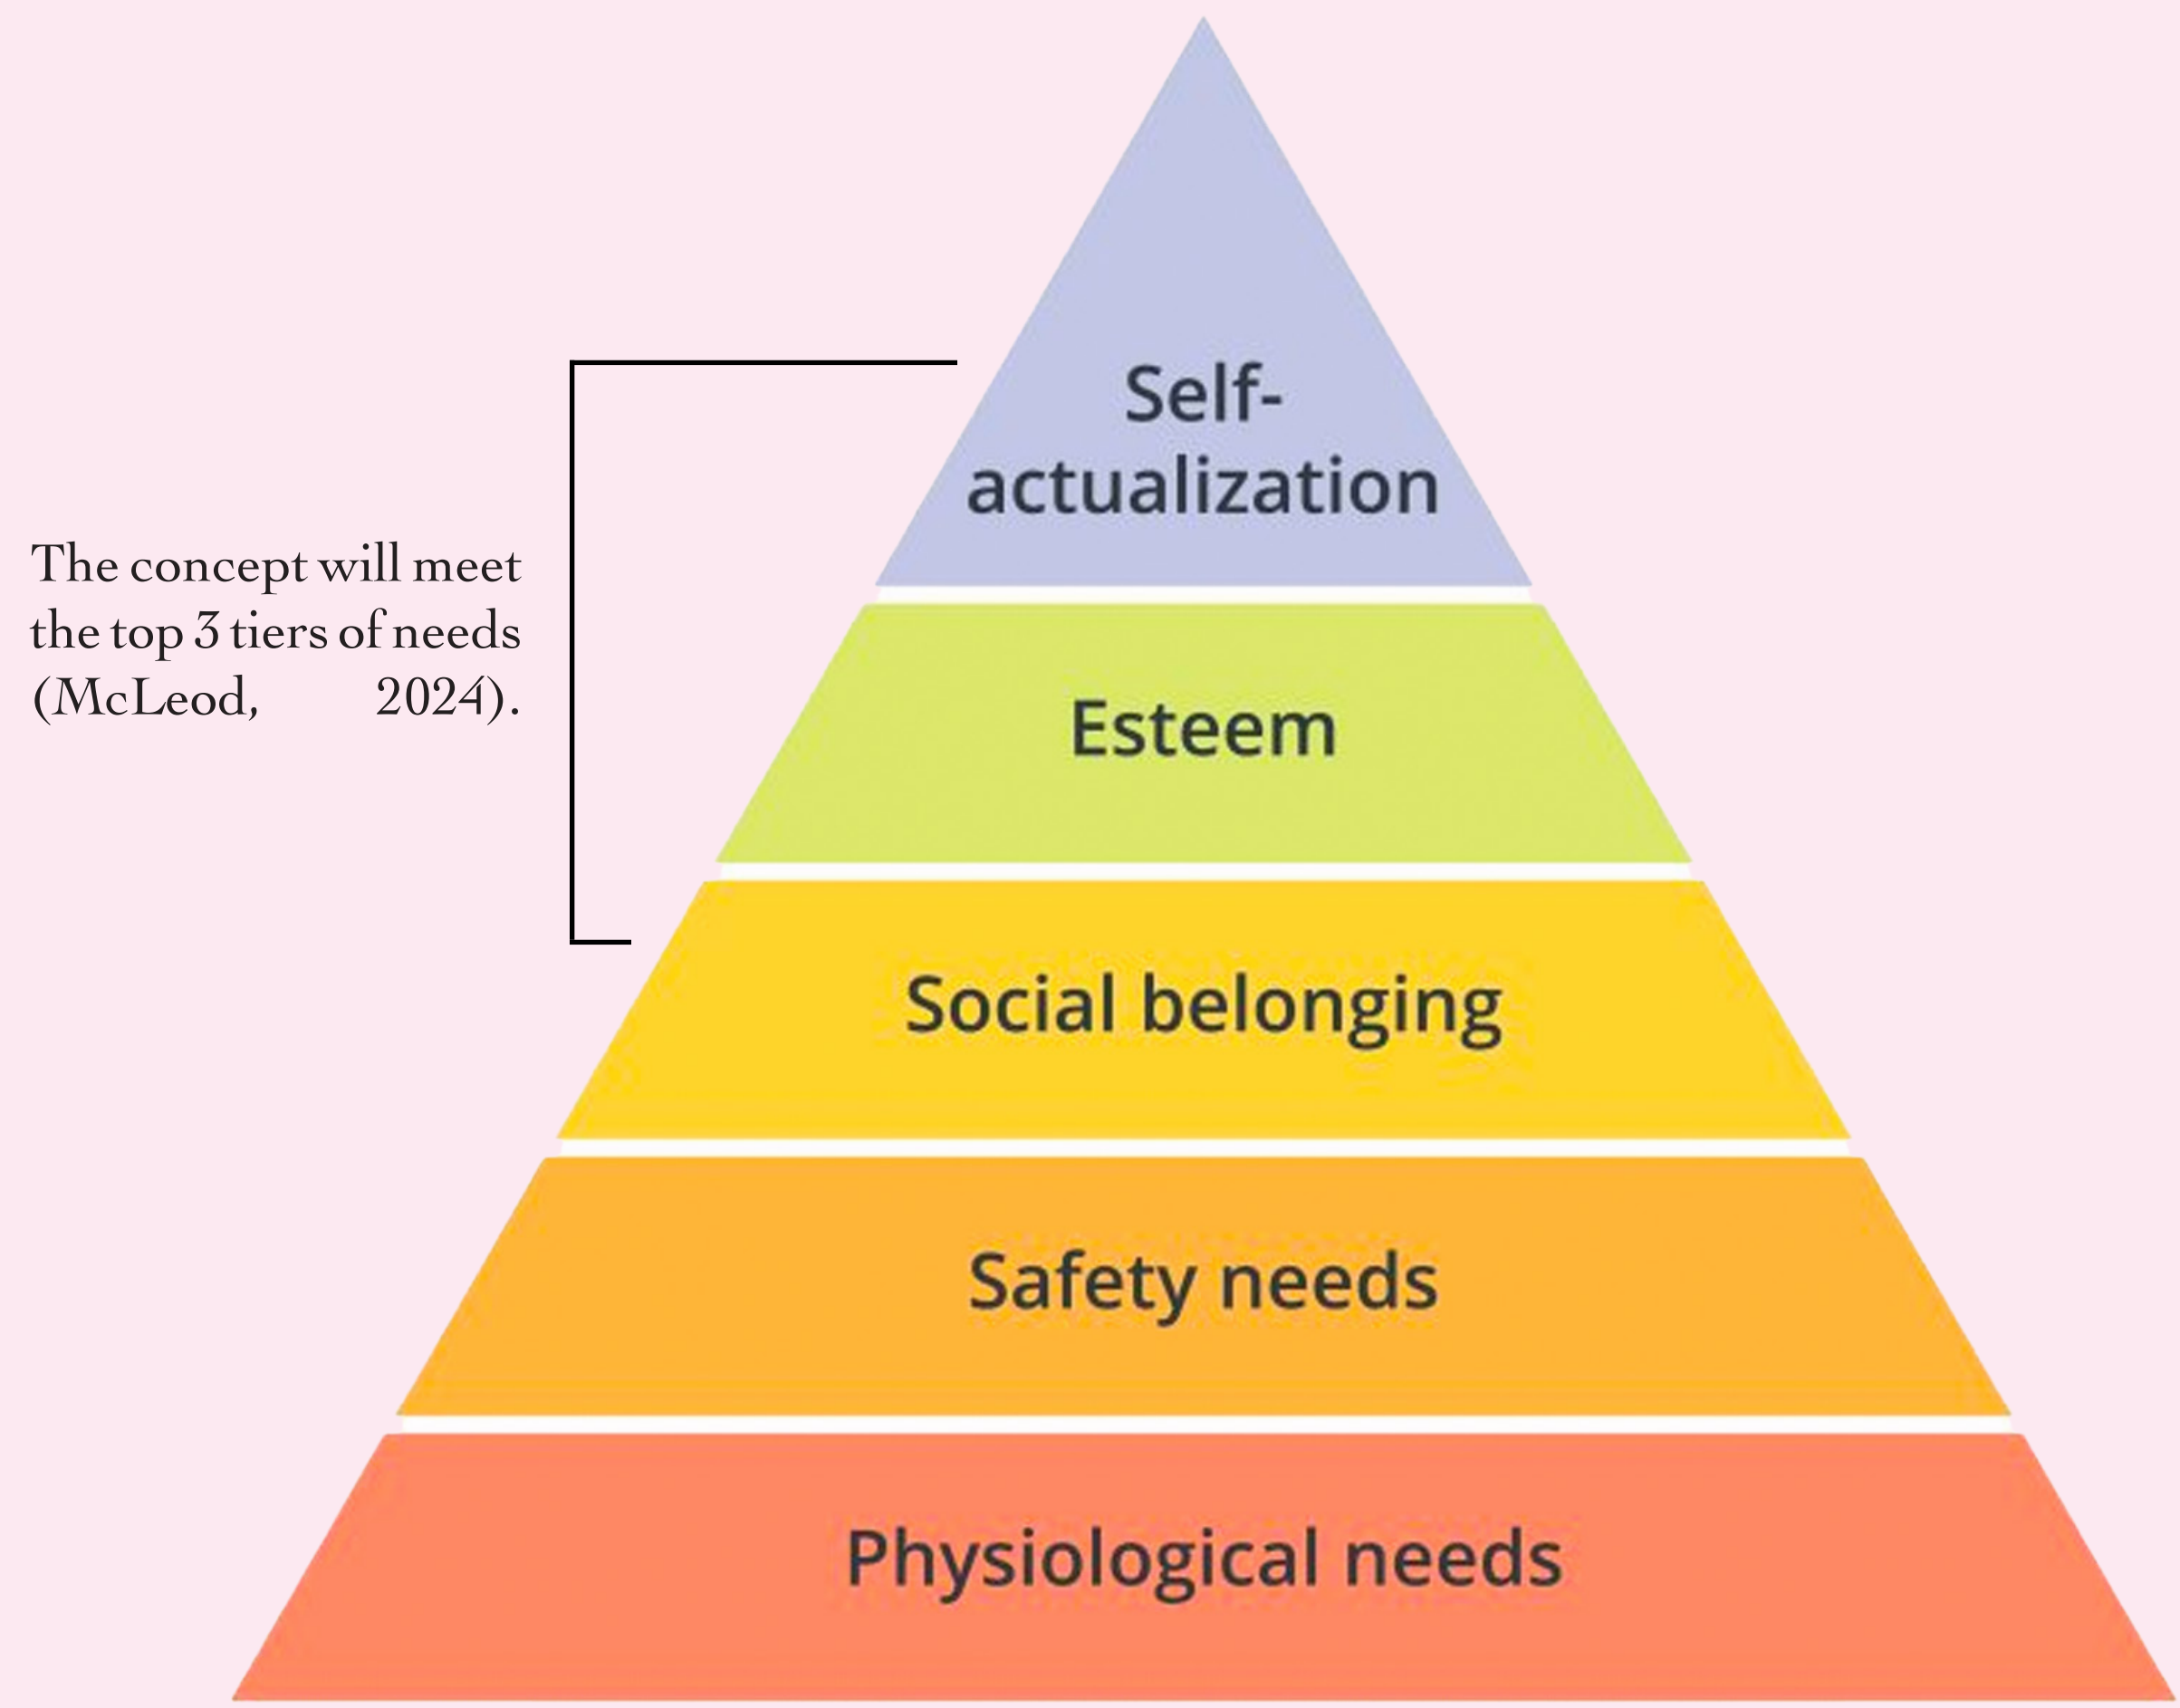 Self-
actualization
The concept will meet
the top 3 tiers of needs
(McLeod, 2024).
Esteem
Social belonging
Safety needs
Physiological needs